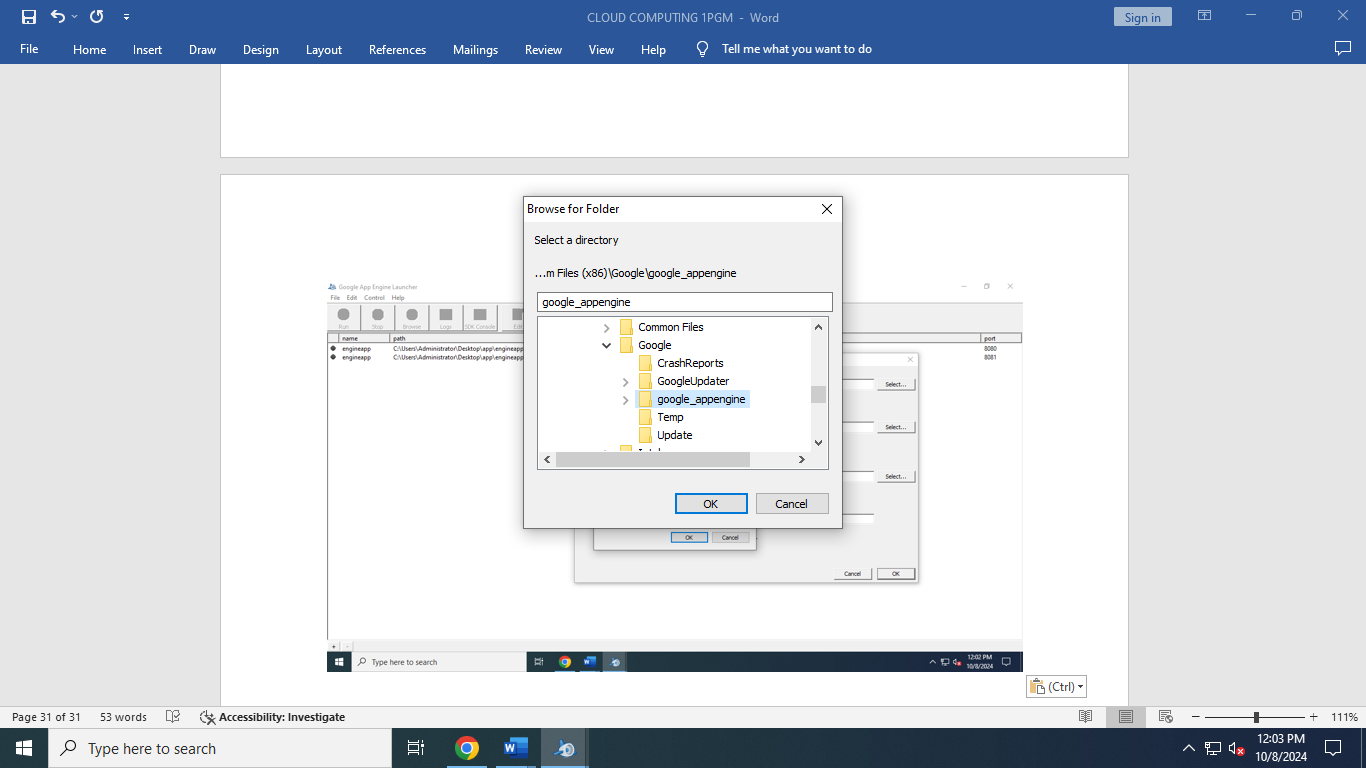 CLOUD COMPUTING 1PGM - Word
Sign in
File Home Insert Draw Design Layout References Mailings Review View Help Tell me what you want to do
Browse for Folder
Select a directory
...m Files (x86)\Google\google_appengine
google_appengine
Common Files
Google
CrashReports
GoogleUpdater
google_appengine
Temp
Update
OK Cancel
Google App Engine Launcher
File Edit Control Help
Run Stop Browse Logs SDK Console
name path port
engineapp C:\Users\Administrator\Desktop\app\engineapp 8080
engineapp C:\Users\Administrator\Desktop\app\engineapp 8081
Select...
Select...
Select...
OK Cancel
Cancel OK
Type here to search
12:02 PM
10/8/2024
(Ctrl)
Page 31 of 31 53 words Accessibility: Investigate 111%
Type here to search
12:03 PM
10/8/2024